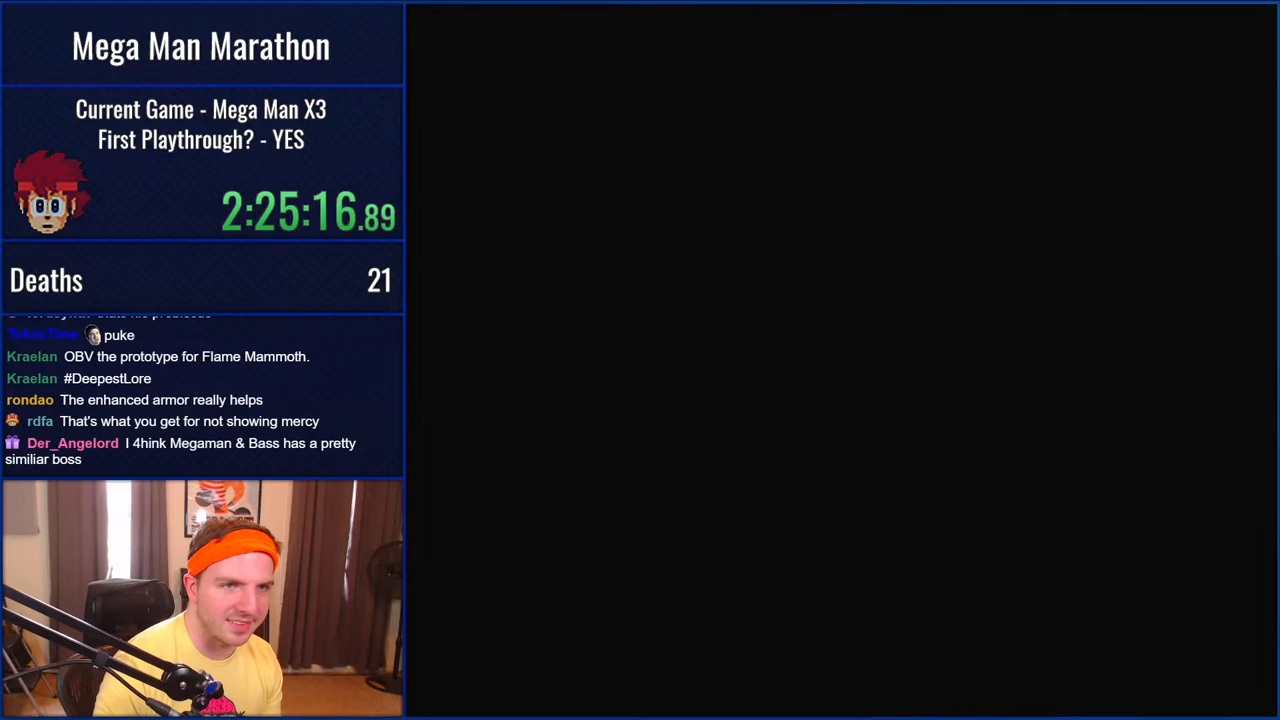 Mega Man Marathon
Current Game - Mega Man X3
First Playthrough? - YES
2:25:16.89
Deaths 21
TokiisTime puke
Kraelan OBV the prototype for Flame Mammoth.
Kraelan #DeepestLore
rondao The enhanced armor really helps
rdfa That's what you get for not showing mercy
Der_Angelord I 4hink Megaman & Bass has a pretty
similiar boss